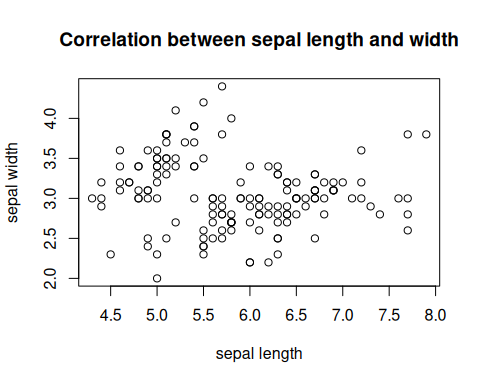 Correlation between sepal length and width
sepal width
4.0
3.5
3.0
2.5
2.0
4.5 5.0 5.5 6.0 6.5 7.0 7.5 8.0
sepal length